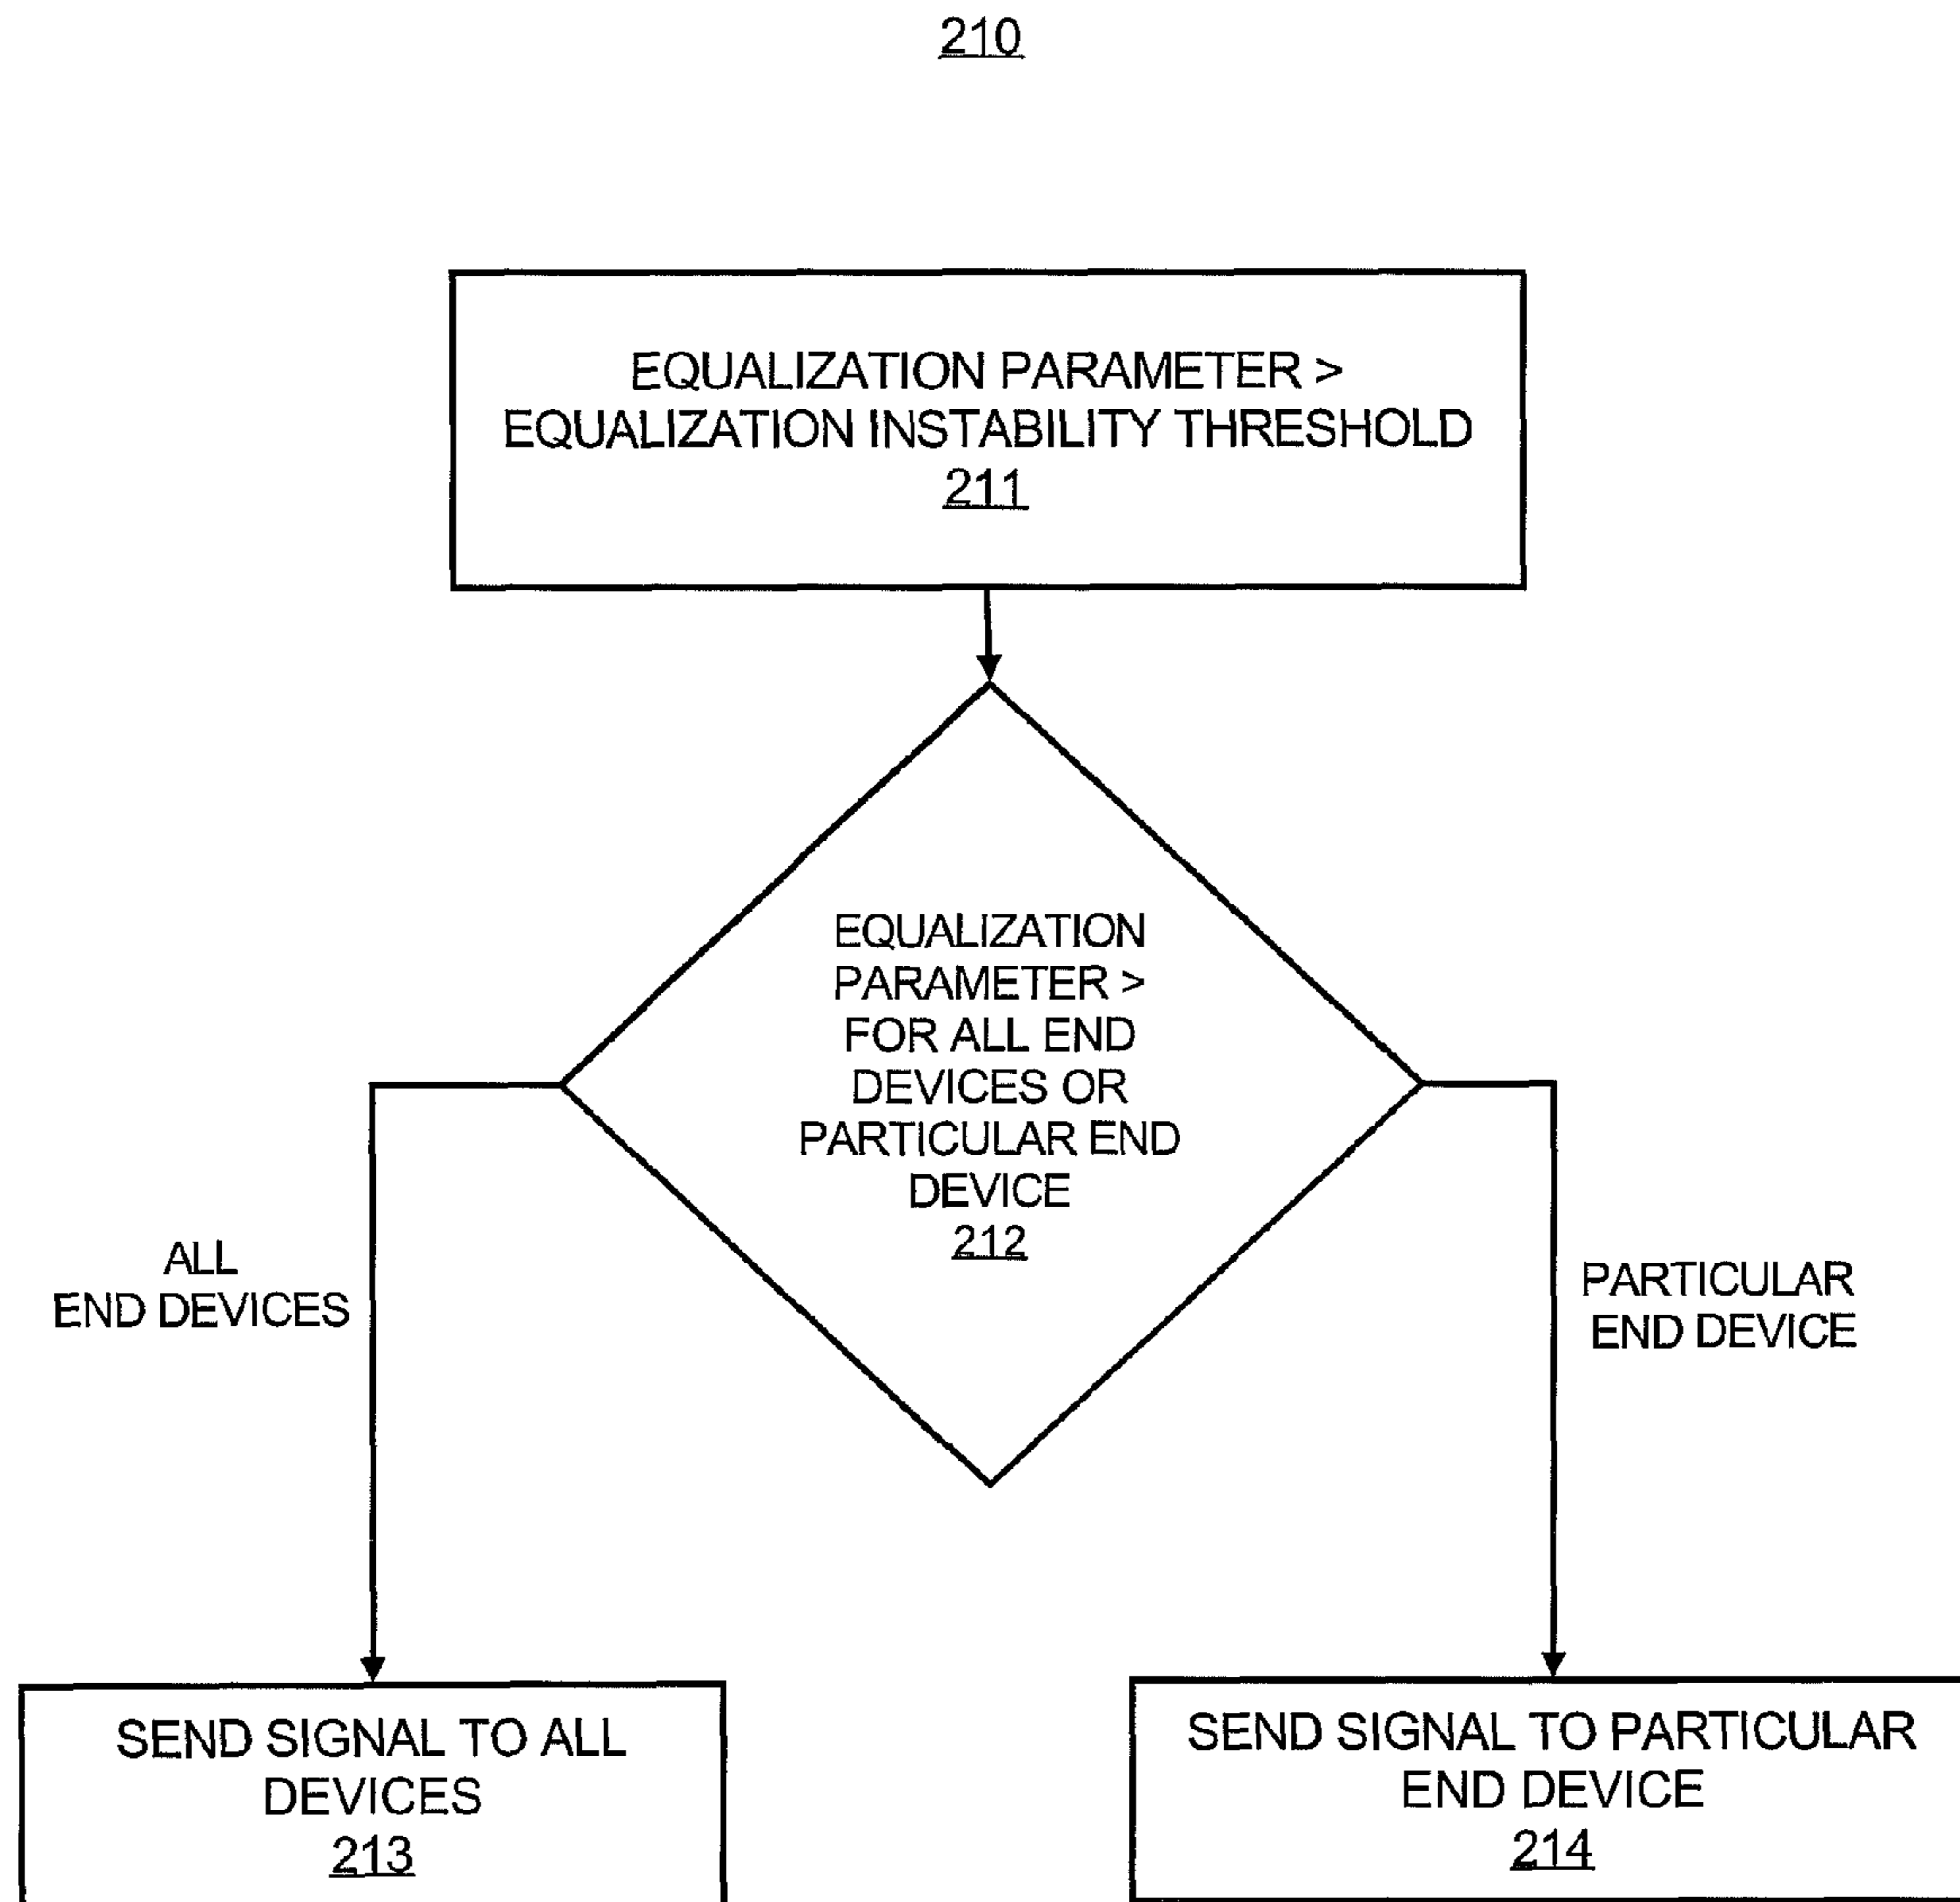 210
EQUALIZATION PARAMETER >
EQUALIZATION INSTABILITY THRESHOLD
211
EQUALIZATION
PARAMETER >
FOR ALL END
DEVICES OR
PARTICULAR END
DEVICE
212
ALL
END DEVICES
PARTICULAR
END DEVICE
SEND SIGNAL TO ALL
DEVICES
213
SEND SIGNAL TO PARTICULAR
END DEVICE
214